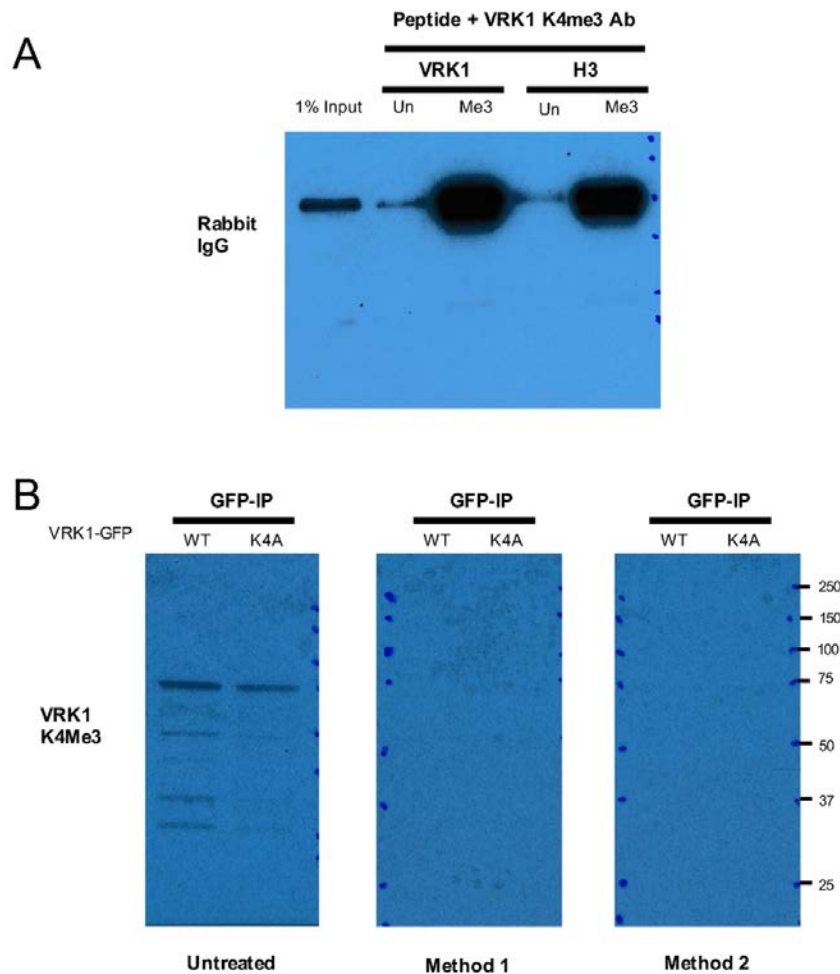 A
Peptide + VRK1 K4me3 Ab
VRK1 H3
1% Input Un Me3 Un Me3
Rabbit
IgG
B
GFP-IP GFP-IP GFP-IP
VRK1-GFP WT K4A WT K4A WT K4A
250
150
100
75
VRK1
K4Me3
50
37
25
Untreated Method 1 Method 2